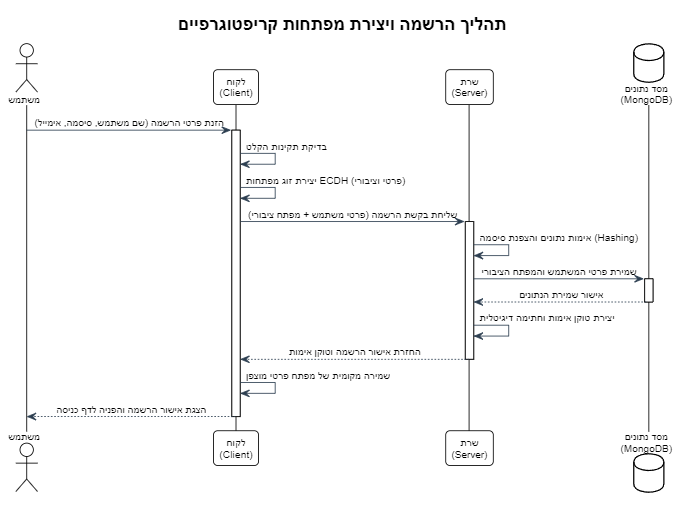 תהליך הרשמה ויצירת מפתחות קריפטוגרפיים
משתמש
לקוח
(Client)
שרת
(Server)
מסד נתונים
(MongoDB)
הזנת פרטי הרשמה (שם משתמש, סיסמה, אימייל)
בדיקת תקינות הקלט
יצירת זוג מפתחות ECDH (פרטי וציבורי)
שליחת בקשת הרשמה (פרטי משתמש + מפתח ציבורי)
אימות נתונים והצפנת סיסמה (Hashing)
שמירת פרטי המשתמש והמפתח הציבורי
אישור שמירת הנתונים
יצירת טוקן אימות וחתימה דיגיטלית
החזרת אישור הרשמה וטוקן אימות
שמירה מקומית של מפתח פרטי מוצפן
הצגת אישור הרשמה והפניה לדף כניסה
משתמש
לקוח
(Client)
שרת
(Server)
מסד נתונים
(MongoDB)